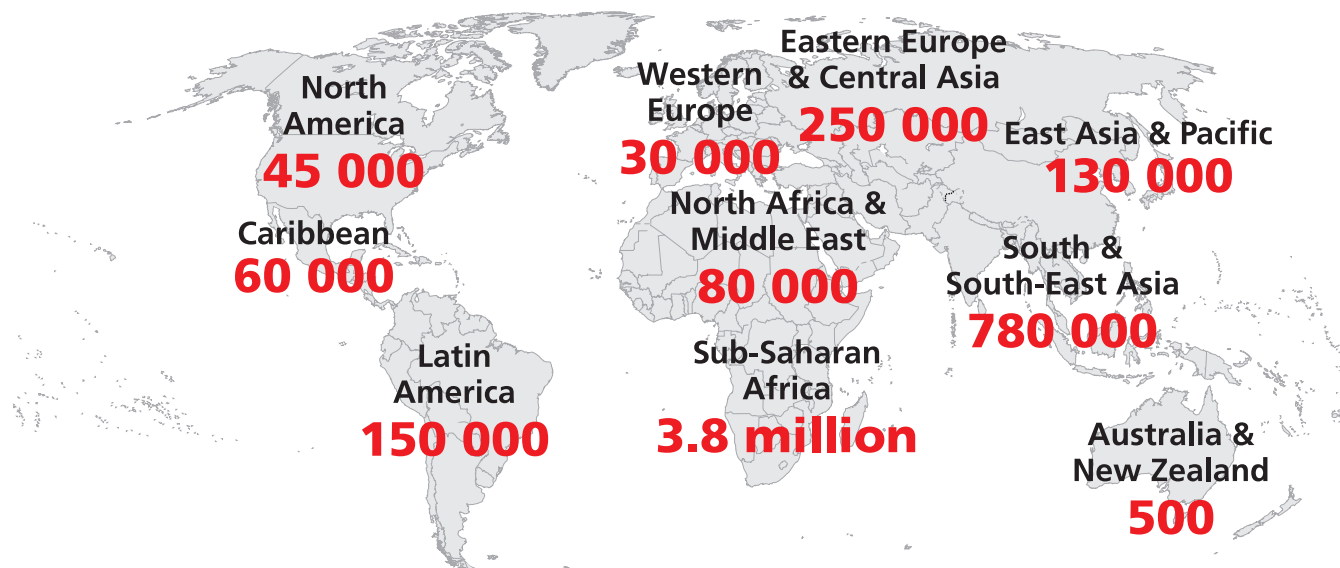 North
America
45 000
Caribbean
60 000
Latin
America
150 000
Western
Europe
30 000
Eastern Europe
& Central Asia
250 000
East Asia & Pacific
130 000
North Africa &
Middle East
80 000
South &
South-East Asia
780 000
Sub-Saharan
Africa
3.8 million
Australia &
New Zealand
500